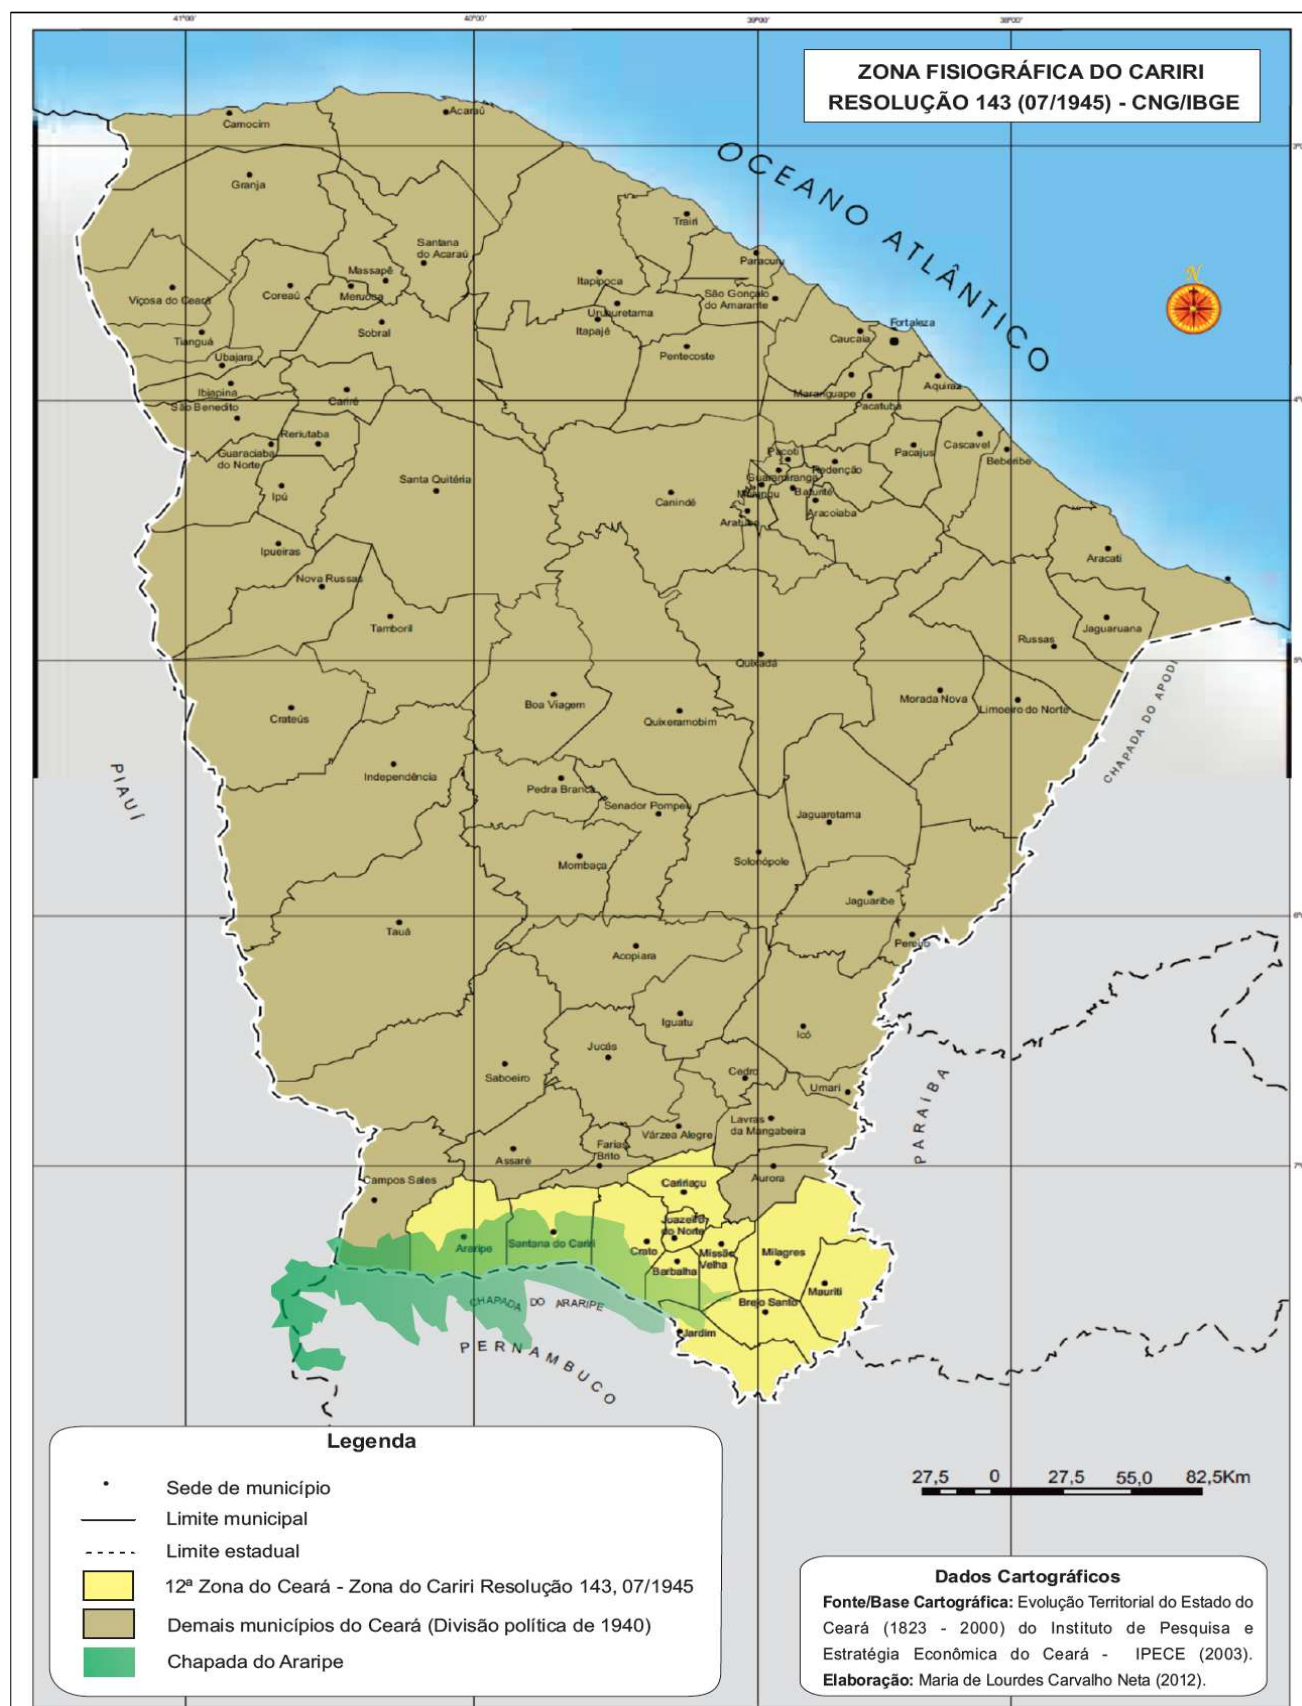 41º00'
40º00'
39º00'
38º00'
ZONA FISIOGRÁFICA DO CARIRI
RESOLUÇÃO 143 (07/1945) - CNG/IBGE
OCEANO ATLÂNTICO
N
Camocim
Acaraú
Granja
Trairi
Santana
do Acaraú
Paracuru
Massapê
Itapipoca
Viçosa do Ceará
Coreaú
Meruoca
São Gonçalo
do Amarante
Uruburetama
Fortaleza
Tianguá
Sobral
Itapajé
Caucaia
Ubajara
Pentecoste
Ibiapina
Maranguape
Aquiraz
São Benedito
Cariré
Pacatuba
Reriutaba
Cascavel
Guaraciaba
do Norte
Pacoti
Pacajus
Beberibe
Redenção
Guaramiranga
Santa Quitéria
Ipú
Canindé
Mulungu
Baturité
Aracoiaba
Aratuba
Ipueiras
Aracati
Nova Russas
Tamboril
Jaguaruana
Russas
Quixadá
CHAPADA DO APODI
Crateús
Boa Viagem
Quixeramobim
Morada Nova
Limoeiro do Norte
PIAUÍ
Independência
Pedra Branca
Senador Pompeu
Jaguaretama
Mombaça
Solonópole
Jaguaribe
Tauá
Pereiro
Acopiara
Iguatu
Icó
Jucás
Saboeiro
Cedro
Umari
PARAÍBA
Lavras
da Mangabeira
Várzea Alegre
Farias
Brito
Assaré
Campos Sales
Caririaçu
Aurora
Juazeiro
do Norte
Araripe
Santana do Cariri
Crato
Missão
Velha
Milagres
Barbalha
Mauriti
Brejo Santo
CHAPADA DO ARARIPE
Jardim
PERNAMBUCO
Legenda
Sede de município
Limite municipal
Limite estadual
12ª Zona do Ceará - Zona do Cariri Resolução 143, 07/1945
Demais municípios do Ceará (Divisão política de 1940)
Chapada do Araripe
27,5 0 27,5 55,0 82,5Km
Dados Cartográficos
Fonte/Base Cartográfica: Evolução Territorial do Estado do
Ceará (1823 - 2000) do Instituto de Pesquisa e
Estratégia Econômica do Ceará - IPECE (2003).
Elaboração: Maria de Lourdes Carvalho Neta (2012).